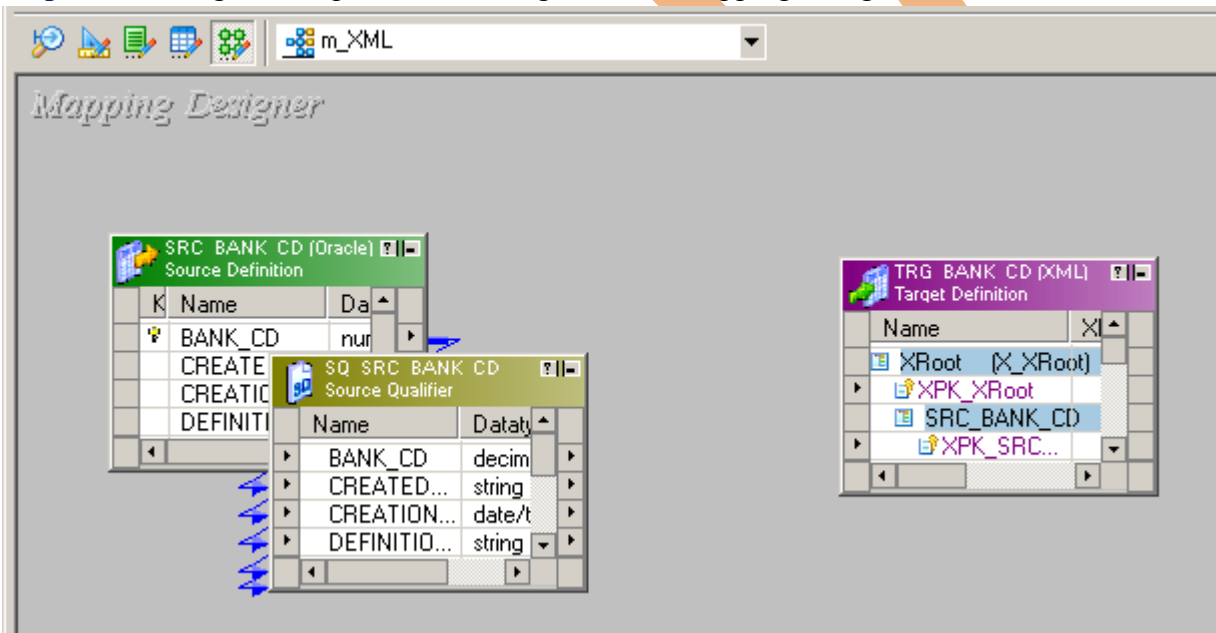 m_XML
Mapping Designer
SRC_BANK_CD (Oracle)
Source Definition
K Name Da
BANK_CD nur
CREATE
CREATIC
DEFINITI
SQ_SRC_BANK_CD
Source Qualifier
Name Dataty
BANK_CD decim
CREATED... string
CREATION... date/t
DEFINITIO... string
TRG_BANK_CD (XML)
Target Definition
Name XI
XRoot (X_XRoot)
XPK_XRoot
SRC_BANK_CD
XPK_SRC...